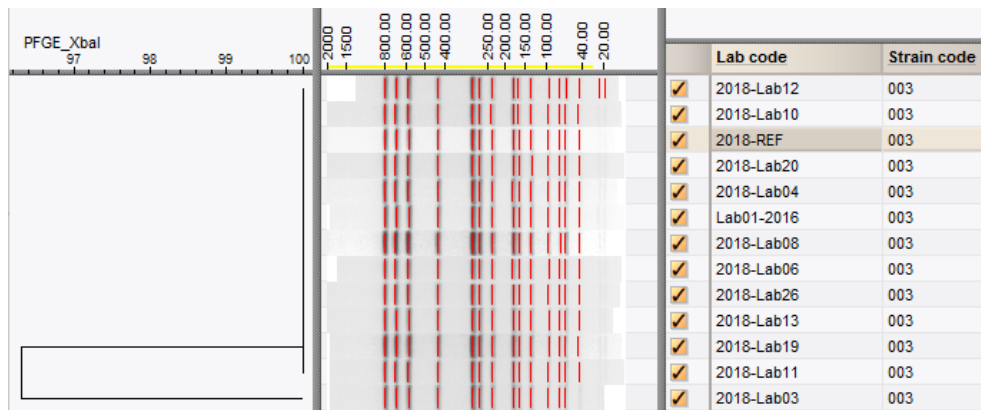 PFGE_XbaI
97 98 99 100
2000 1500 800.00 600.00 500.00 400.00 250.00 200.00 150.00 100.00 40.00 20.00
Lab code Strain code
2018-Lab12 003
2018-Lab10 003
2018-REF 003
2018-Lab20 003
2018-Lab04 003
Lab01-2016 003
2018-Lab08 003
2018-Lab06 003
2018-Lab26 003
2018-Lab13 003
2018-Lab19 003
2018-Lab11 003
2018-Lab03 003